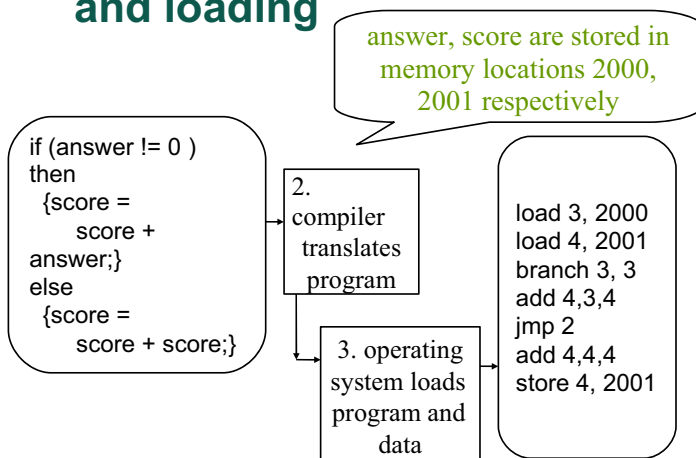 and loading
answer, score are stored in
memory locations 2000,
2001 respectively
if (answer != 0 )
then
{score =
score +
answer;}
else
{score =
score + score;}
2.
compiler
translates
program
3. operating
system loads
program and
data
load 3, 2000
load 4, 2001
branch 3, 3
add 4,3,4
jmp 2
add 4,4,4
store 4, 2001